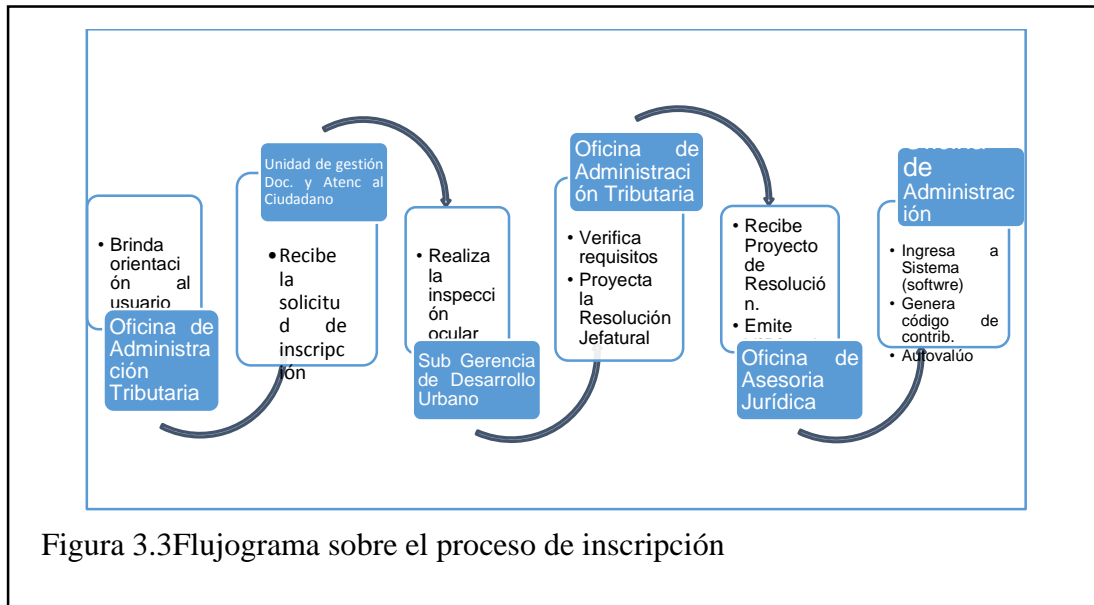 • Brinda
orientaci
ón al
usuario
Oficina de
Administra
ción
Tributaria
Unidad de gestión
Doc. y Atenc al
Ciudadano
• Recibe
la
solicitu
d de
inscripc
ión
• Realiza
la
inspecci
ón
ocular
Sub Gerencia
de Desarrollo
Urbano
Oficina de
Administraci
ón Tributaria
• Verifica
requisitos
• Proyecta
la
Resolución
Jefatural
• Recibe
Proyecto
de
Resolució
n.
• Emite
Oficina de
Asesoria
Jurídica
de
Administrac
ión
• Ingresa a
Sistema
(softwre)
• Genera
código de
contrib.
• Autovalúo
Figura 3.3Flujograma sobre el proceso de inscripción